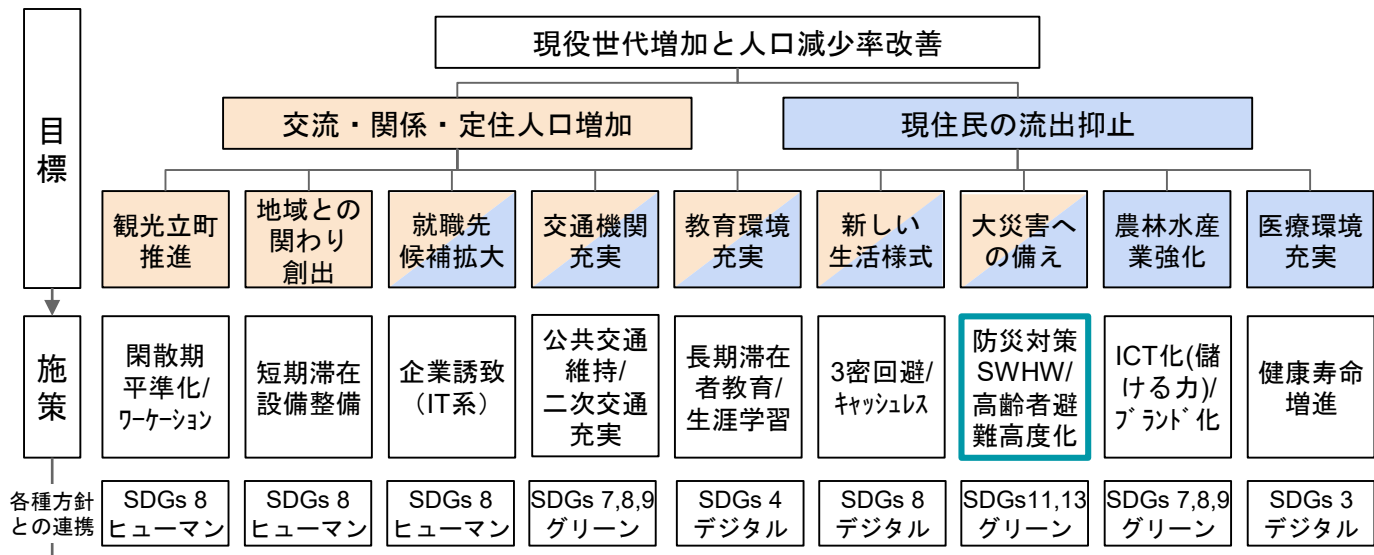 現役世代増加と人口減少率改善
目標
交流・関係・定住人口増加
現住民の流出抑止
観光立町
推進
地域との
関わり
創出
就職先
候補拡大
交通機関
充実
教育環境
充実
新しい
生活様式
大災害へ
の備え
農林水産
業強化
医療環境
充実
施策
閑散期
平準化/
ワーケーション
短期滞在
設備整備
企業誘致
（IT系）
公共交通
維持/
二次交通
充実
長期滞在
者教育/
生涯学習
3密回避/
キャッシュレス
防災対策
SWHW/
高齢者避
難高度化
ICT化(儲
ける力)/
ブランド化
健康寿命
増進
各種方針
との連携
SDGs 8
ヒューマン
SDGs 8
ヒューマン
SDGs 8
ヒューマン
SDGs 7,8,9
グリーン
SDGs 4
デジタル
SDGs 8
デジタル
SDGs11,13
グリーン
SDGs 7,8,9
グリーン
SDGs 3
デジタル